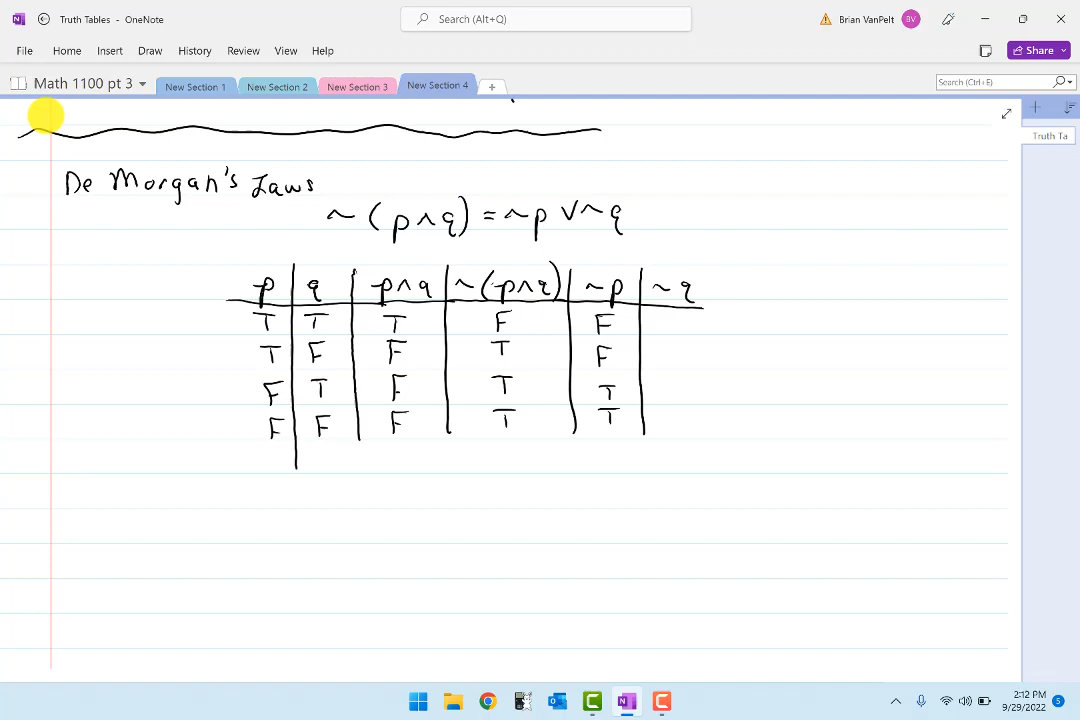 Truth Tables - OneNote
Search (Alt+Q)
Brian VanPelt BV
File Home Insert Draw History Review View Help
Share
Math 1100 pt 3
New Section 1 New Section 2 New Section 3 New Section 4 +
Search (Ctrl+E)
Truth Ta
De Morgan's Laws
~(p∧q) = ~p ∨ ~q
p q p∧q ~(p∧q) ~p ~q
T T T F F
T F F T F
F T F T T
F F F T T
2:12 PM
9/29/2022
5